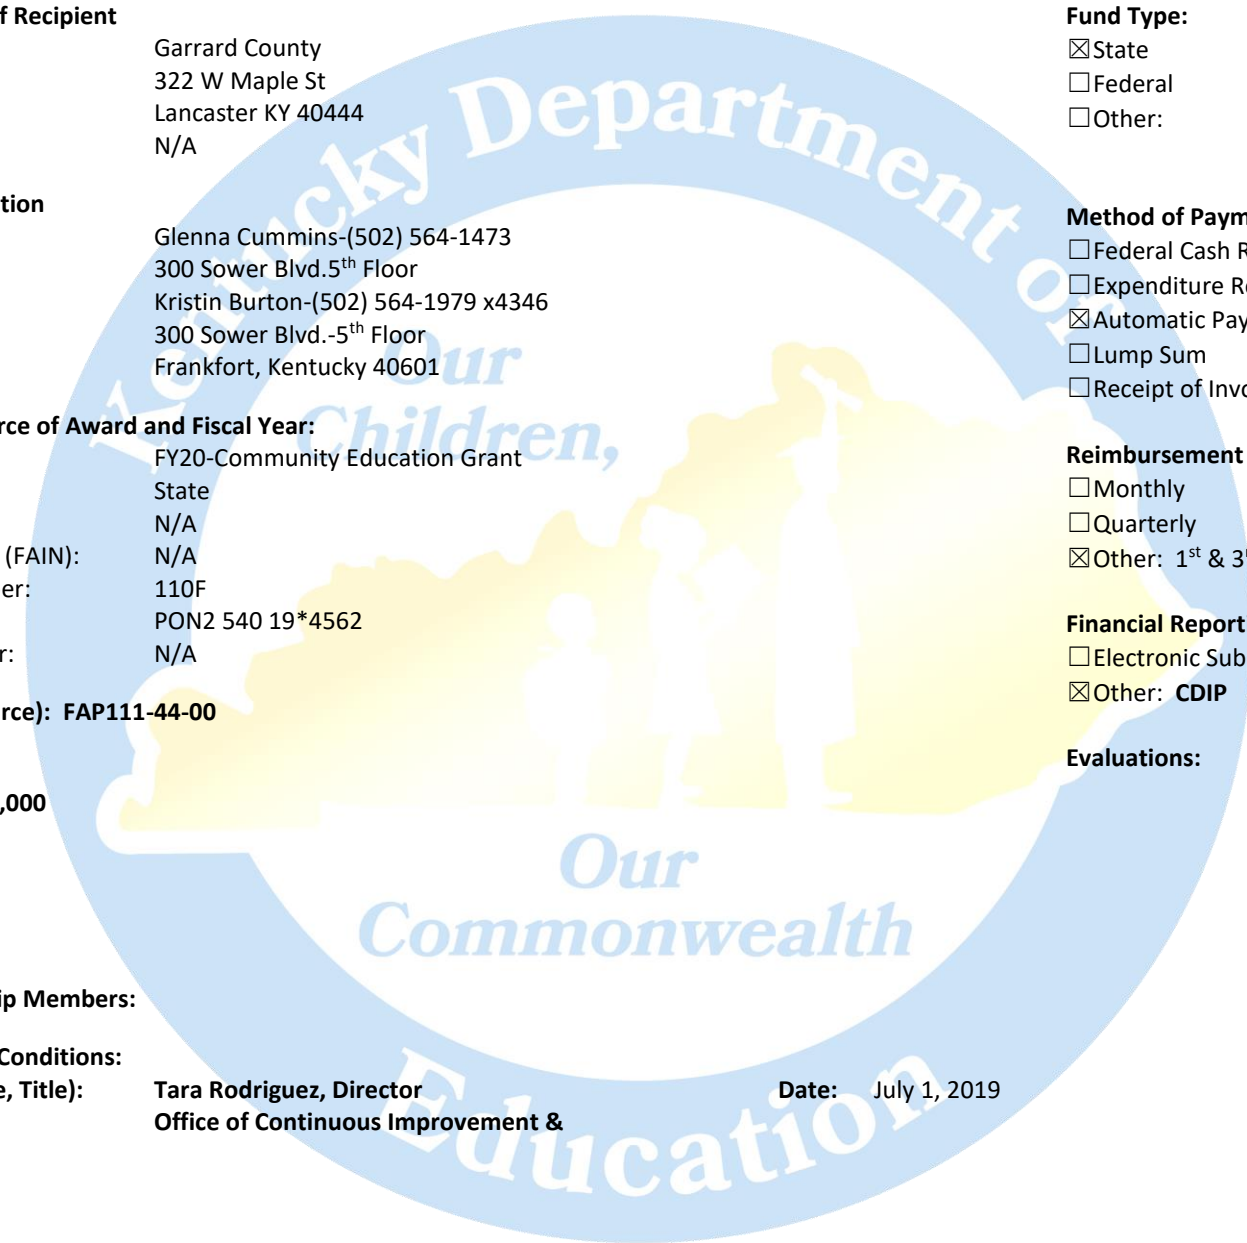 f Recipient
Garrard County
322 W Maple St
Lancaster KY 40444
N/A
tion
Glenna Cummins-(502) 564-1473
300 Sower Blvd.5th Floor
Kristin Burton-(502) 564-1979 x4346
300 Sower Blvd.-5th Floor
Frankfort, Kentucky 40601
rce of Award and Fiscal Year:
FY20-Community Education Grant
State
N/A
(FAIN): N/A
er: 110F
PON2 540 19*4562
r: N/A
rce): FAP111-44-00
,000
ip Members:
Conditions:
e, Title): Tara Rodriguez, Director Date: July 1, 2019
Office of Continuous Improvement &
Fund Type:
☒State
☐Federal
☐Other:
Method of Paym
☐Federal Cash R
☐Expenditure R
☒Automatic Pay
☐Lump Sum
☐Receipt of Invo
Reimbursement
☐Monthly
☐Quarterly
☒Other: 1st & 3
Financial Report
☐Electronic Sub
☒Other: CDIP
Evaluations:
Kentucky Department of
Education
Our
Children,
Our
Commonwealth